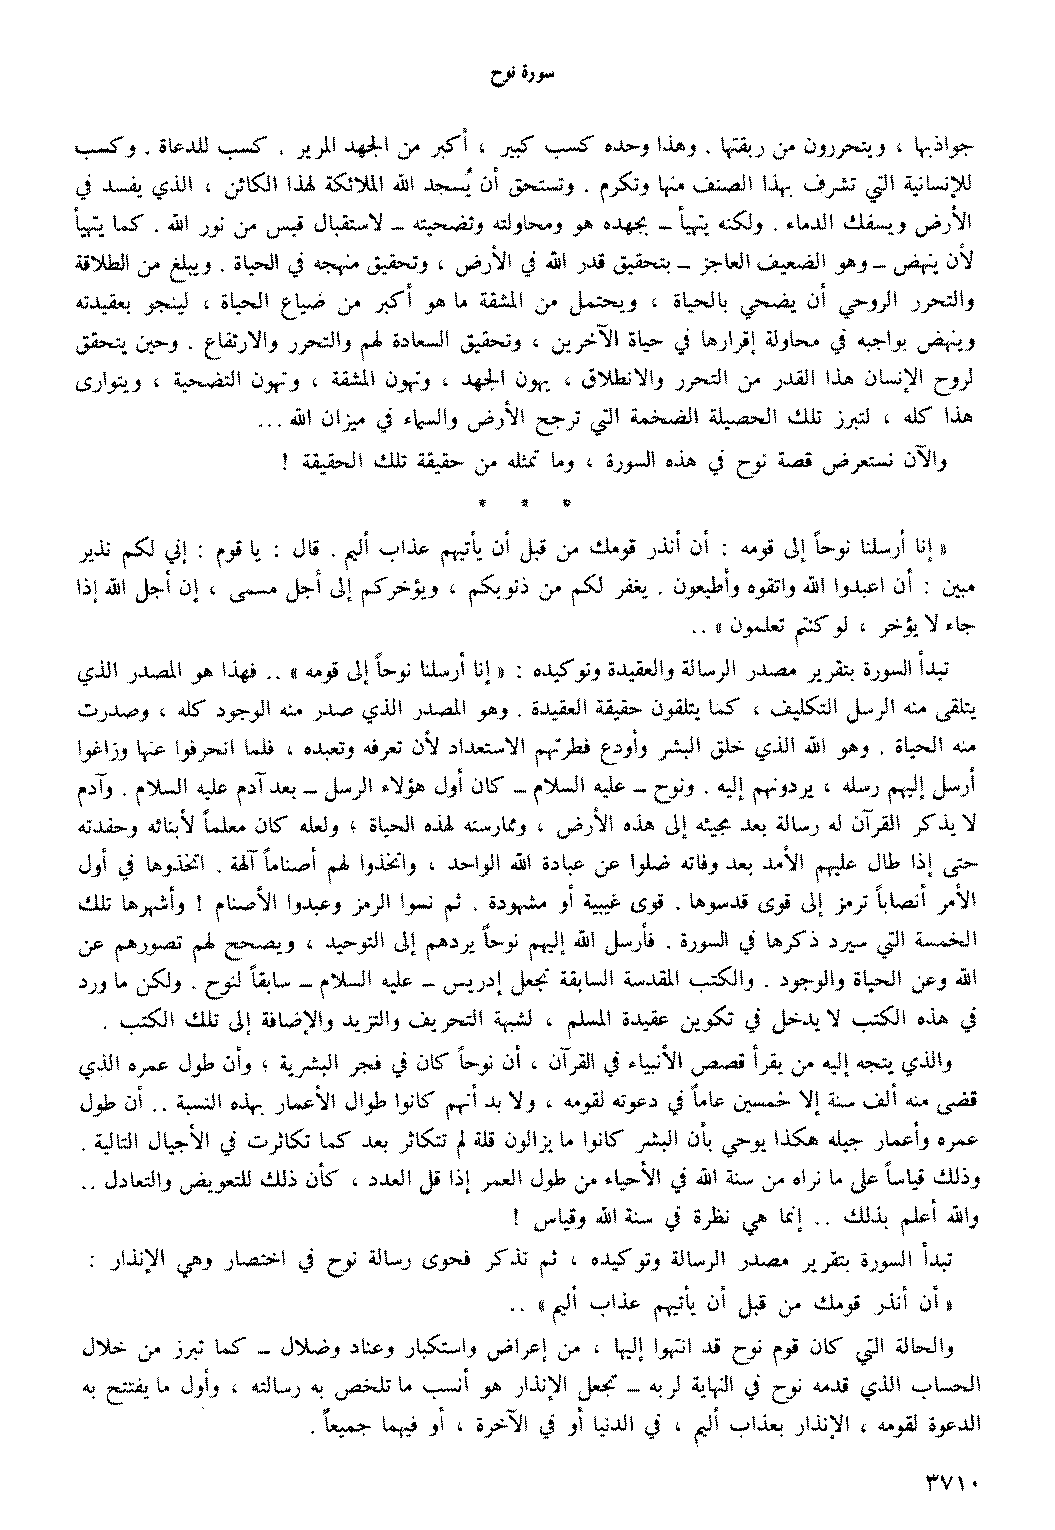 سورة نوح
جواذبها ، ويتحررون من ربقتها . وهذا وحده كسب كبير ، أكبر من الجهد المرير . كسب للدعاة . وكسب
للإنسانية التي تشرف بهذا الصنف منها وتكرم . وتستحق أن يُسجد الله الملائكة لهذا الكائن ، الذي يفسد في
الأرض ويسفك الدماء . ولكنه يتهيأ – بجهده هو ومحاولته وتضحيته – لاستقبال قبس من نور الله . كما يتهيأ
لأن ينهض – وهو الضعيف العاجز – بتحقيق قدر الله في الأرض ، وتحقيق منهجه في الحياة . ويبلغ من الطلاقة
والتحرر الروحي أن يضحي بالحياة ، ويحتمل من المشقة ما هو أكبر من ضياع الحياة ، لينجو بعقيدته
وينهض بواجبه في محاولة إقرارها في حياة الآخرين ، وتحقيق السعادة لهم والتحرر والارتفاع . وحين يتحقق
لروح الإنسان هذا القدر من التحرر والانطلاق ، يهون الجهد ، وتهون المشقة ، وتهون التضحية ، ويتوارى
هذا كله ، لتبرز تلك الحصيلة الضخمة التي ترجح الأرض والسماء في ميزان الله ...
والآن نستعرض قصة نوح في هذه السورة ، وما تمثله من حقيقة تلك الحقيقة !
* * *
« إنا أرسلنا نوحاً إلى قومه : أن أنذر قومك من قبل أن يأتيهم عذاب أليم . قال : يا قوم : إني لكم نذير
مبين : أن اعبدوا الله واتقوه وأطيعون . يغفر لكم من ذنوبكم ، ويؤخركم إلى أجل مسمى ، إن أجل الله إذا
جاء لا يؤخر ، لو كنتم تعلمون » ..
تبدأ السورة بتقرير مصدر الرسالة والعقيدة وتوكيده : « إنا أرسلنا نوحاً إلى قومه » .. فهذا هو المصدر الذي
يتلقى منه الرسل التكليف ، كما يتلقون حقيقة العقيدة . وهو المصدر الذي صدر منه الوجود كله ، وصدرت
منه الحياة . وهو الله الذي خلق البشر وأودع فطرتهم الاستعداد لأن تعرفه وتعبده ، فلما انحرفوا عنها وزاغوا
أرسل إليهم رسله ، يردونهم إليه . ونوح – عليه السلام – كان أول هؤلاء الرسل – بعد آدم عليه السلام . وآدم
لا يذكر القرآن له رسالة بعد مجيئه إلى هذه الأرض ، وممارسته لهذه الحياة ؛ ولعله كان معلماً لأبنائه وحفدته
حتى إذا طال عليهم الأمد بعد وفاته ضلوا عن عبادة الله الواحد ، واتخذوا لهم أصناماً آلهة . اتخذوها في أول
الأمر أنصاباً ترمز إلى قوى قدسوها . قوى غيبية أو مشهودة . ثم نسوا الرمز وعبدوا الأصنام ! وأشهرها تلك
الخمسة التي سيرد ذكرها في السورة . فأرسل الله إليهم نوحاً يردهم إلى التوحيد ، ويصحح لهم تصورهم عن
الله وعن الحياة والوجود . والكتب المقدسة السابقة تجعل إدريس – عليه السلام – سابقاً لنوح . ولكن ما ورد
في هذه الكتب لا يدخل في تكوين عقيدة المسلم ، لشبهة التحريف والتزيد والإضافة إلى تلك الكتب .
والذي يتجه إليه من يقرأ قصص الأنبياء في القرآن ، أن نوحاً كان في فجر البشرية ؛ وأن طول عمره الذي
قضى منه ألف سنة إلا خمسين عاماً في دعوته لقومه ، ولا بد أنهم كانوا طوال الأعمار بهذه النسبة .. أن طول
عمره وأعمار جيله هكذا يوحي بأن البشر كانوا ما يزالون قلة لم تتكاثر بعد كما تكاثرت في الأجيال التالية .
وذلك قياساً على ما نراه من سنة الله في الأحياء من طول العمر إذا قل العدد ، كأن ذلك للتعويض والتعادل ..
والله أعلم بذلك .. إنما هي نظرة في سنة الله وقياس !
تبدأ السورة بتقرير مصدر الرسالة وتوكيده ، ثم تذكر فحوى رسالة نوح في اختصار وهي الإنذار :
« أن أنذر قومك من قبل أن يأتيهم عذاب أليم » ..
والحالة التي كان قوم نوح قد انتهوا إليها ، من إعراض واستكبار وعناد وضلال – كما تبرز من خلال
الحساب الذي قدمه نوح في النهاية لربه – تجعل الإنذار هو أنسب ما تلخص به رسالته ، وأول ما يفتتح به
الدعوة لقومه ، الإنذار بعذاب أليم ، في الدنيا أو في الآخرة ، أو فيهما جميعاً .
٣٧١٠